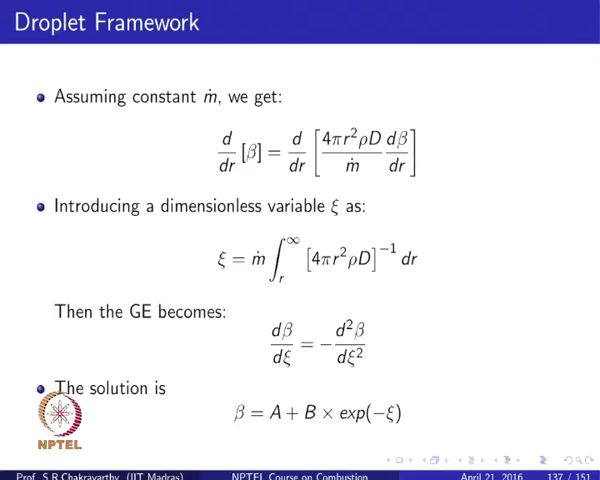 Droplet Framework
Assuming constant ṁ, we get:
d/dr [β] = d/dr [4πr²ρD/ṁ dβ/dr]
Introducing a dimensionless variable ξ as:
ξ = ṁ ∫_r^∞ [4πr²ρD]⁻¹ dr
Then the GE becomes:
dβ/dξ = − d²β/dξ²
The solution is
β = A + B × exp(−ξ)
NPTEL
Prof. S.R.Chakravarthy (IIT Madras) NPTEL Course on Combustion April 21, 2016 137 / 151